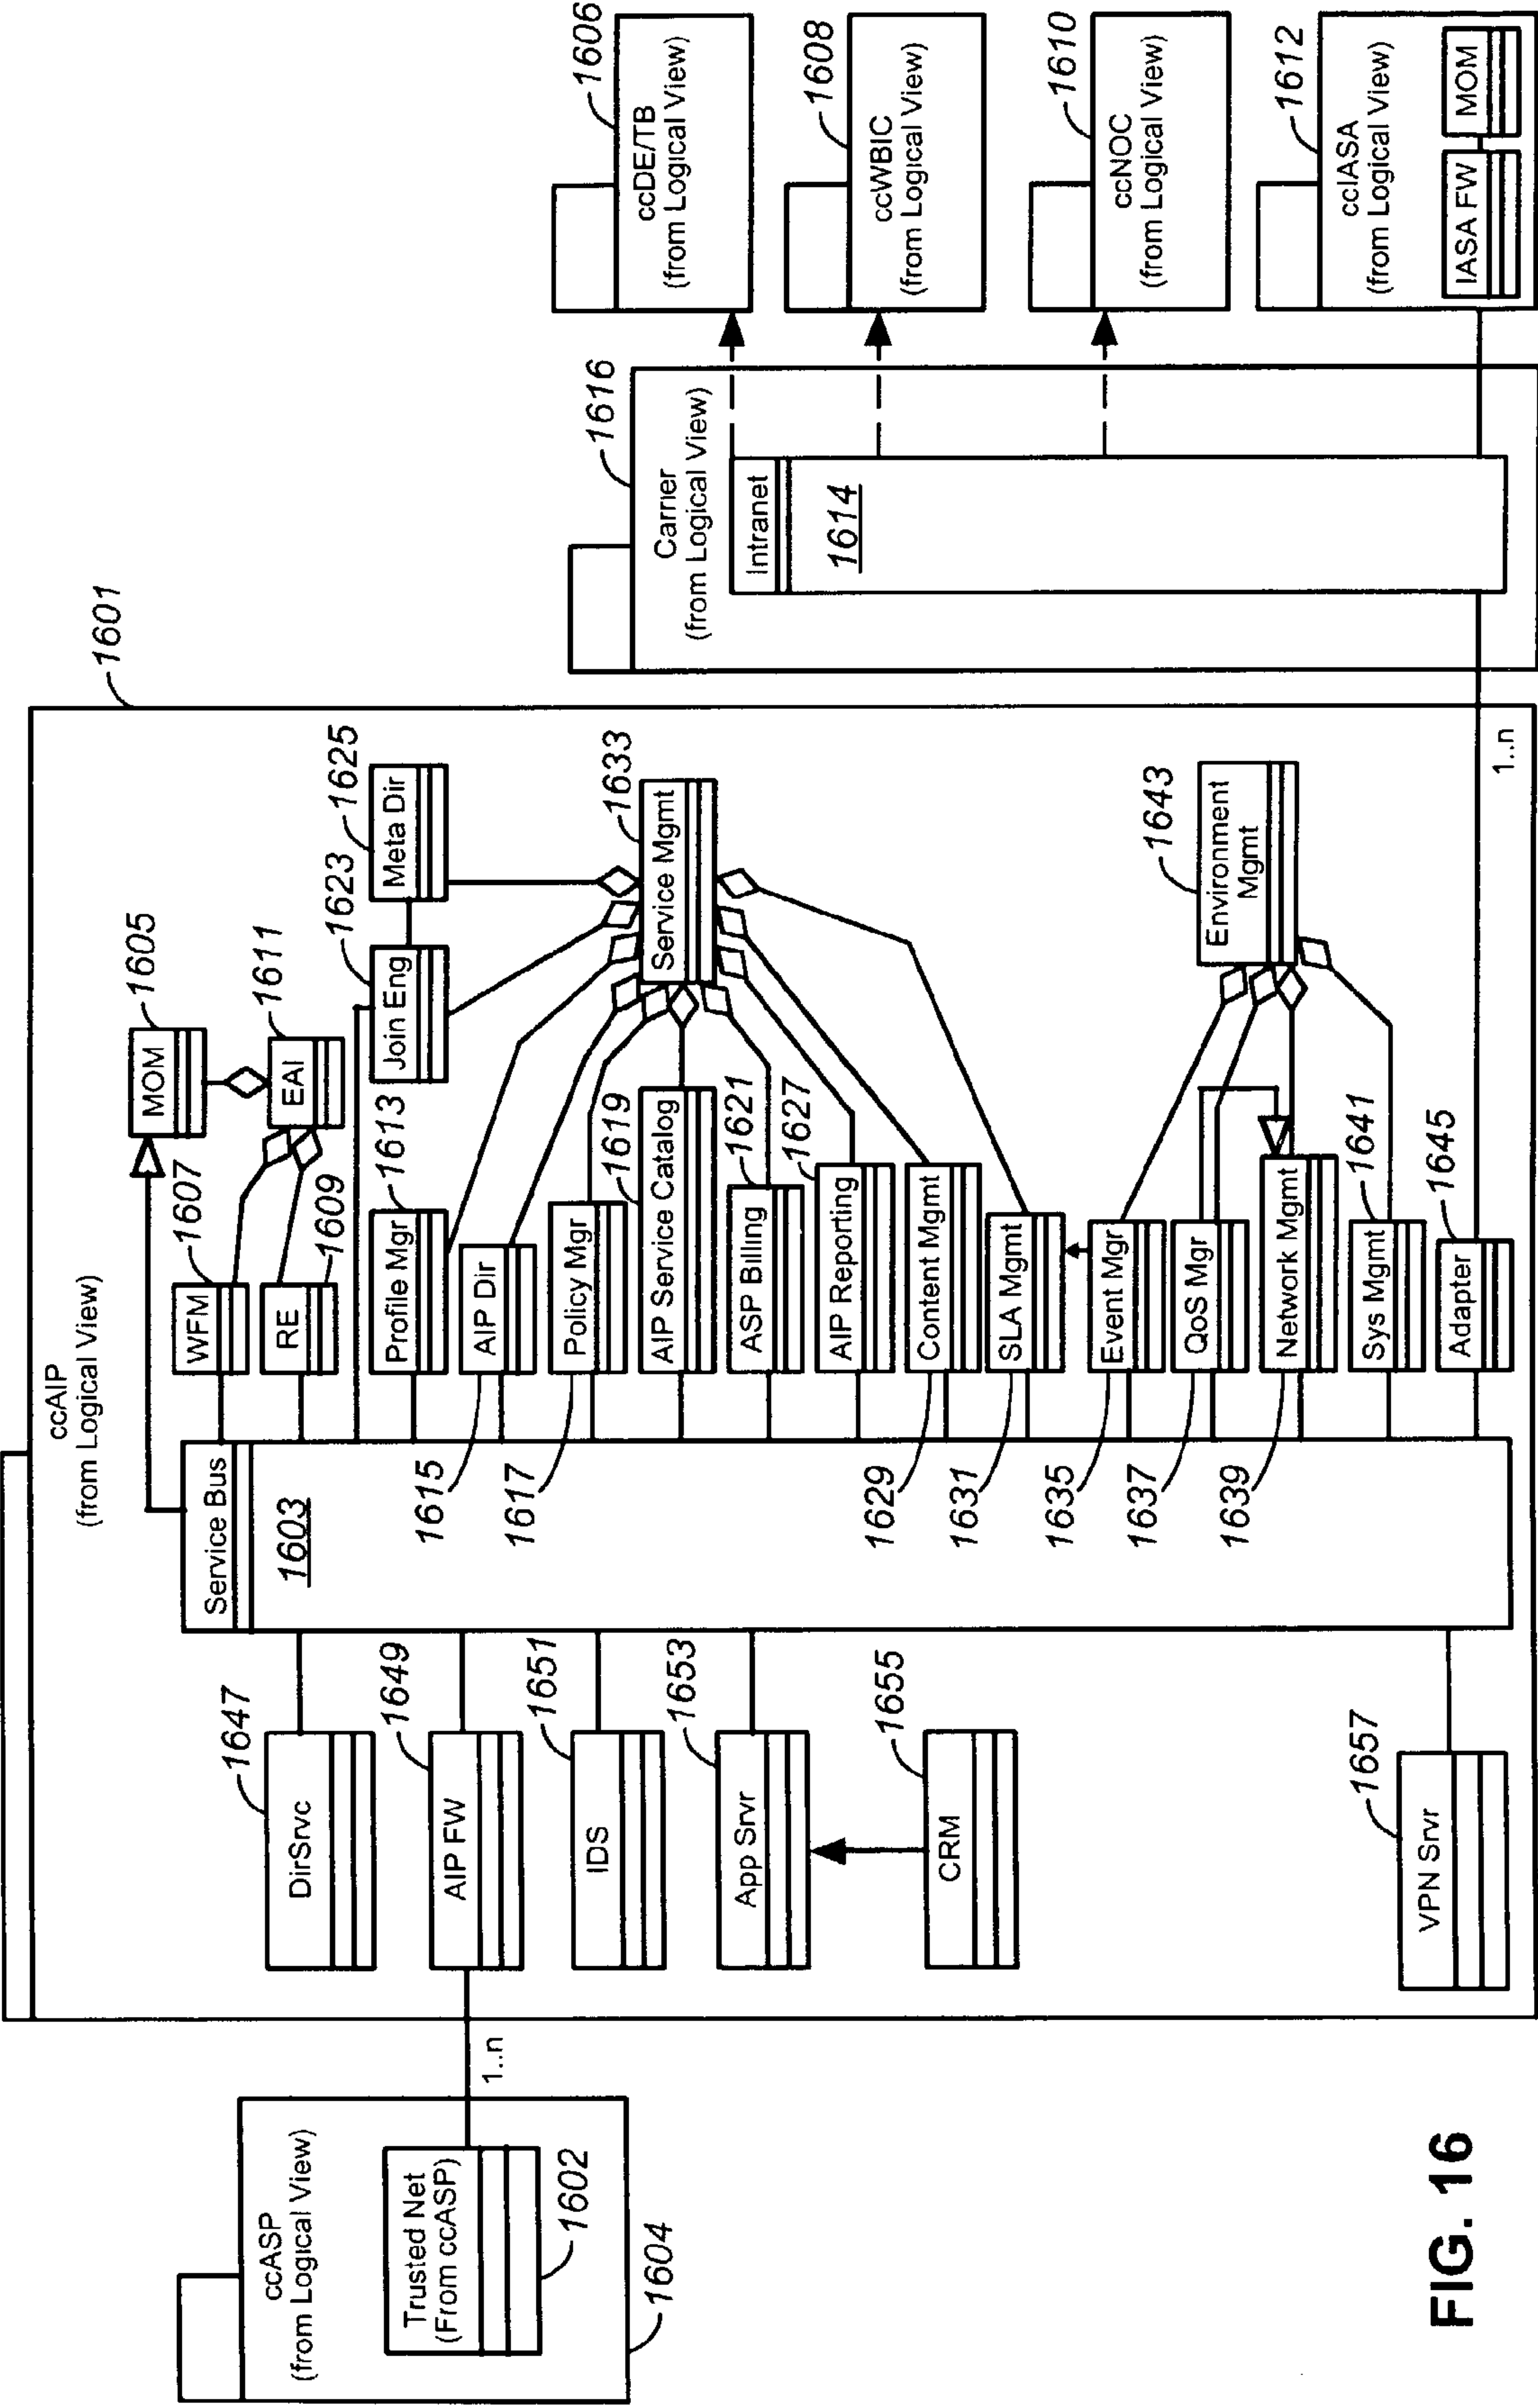 ccASP
(from Logical View)
Trusted Net
(From ccASP)
1602
1604
1..n
ccAIP
(from Logical View)
1601
DirSrvc
1647
AIP FW
1649
IDS
1651
App Srvr
1653
CRM
1655
VPN Srvr
1657
Service Bus
1603
MOM
1605
WFM
1607
RE
1609
EAI
1611
Join Eng
1623
Meta Dir
1625
Profile Mgr
1613
AIP Dir
1615
Policy Mgr
1617
AIP Service Catalog
1619
ASP Billing
1621
AIP Reporting
1627
Content Mgmt
1629
SLA Mgmt
1631
Service Mgmt
1633
Event Mgr
1635
QoS Mgr
1637
Network Mgmt
1639
Sys Mgmt
1641
Environment
Mgmt
1643
Adapter
1645
1..n
Carrier
(from Logical View)
1616
Intranet
1614
ccDE/TB
(from Logical View)
1606
ccWBIC
(from Logical View)
1608
ccNOC
(from Logical View)
1610
ccIASA
(from Logical View)
1612
IASA FW
MOM
FIG. 16